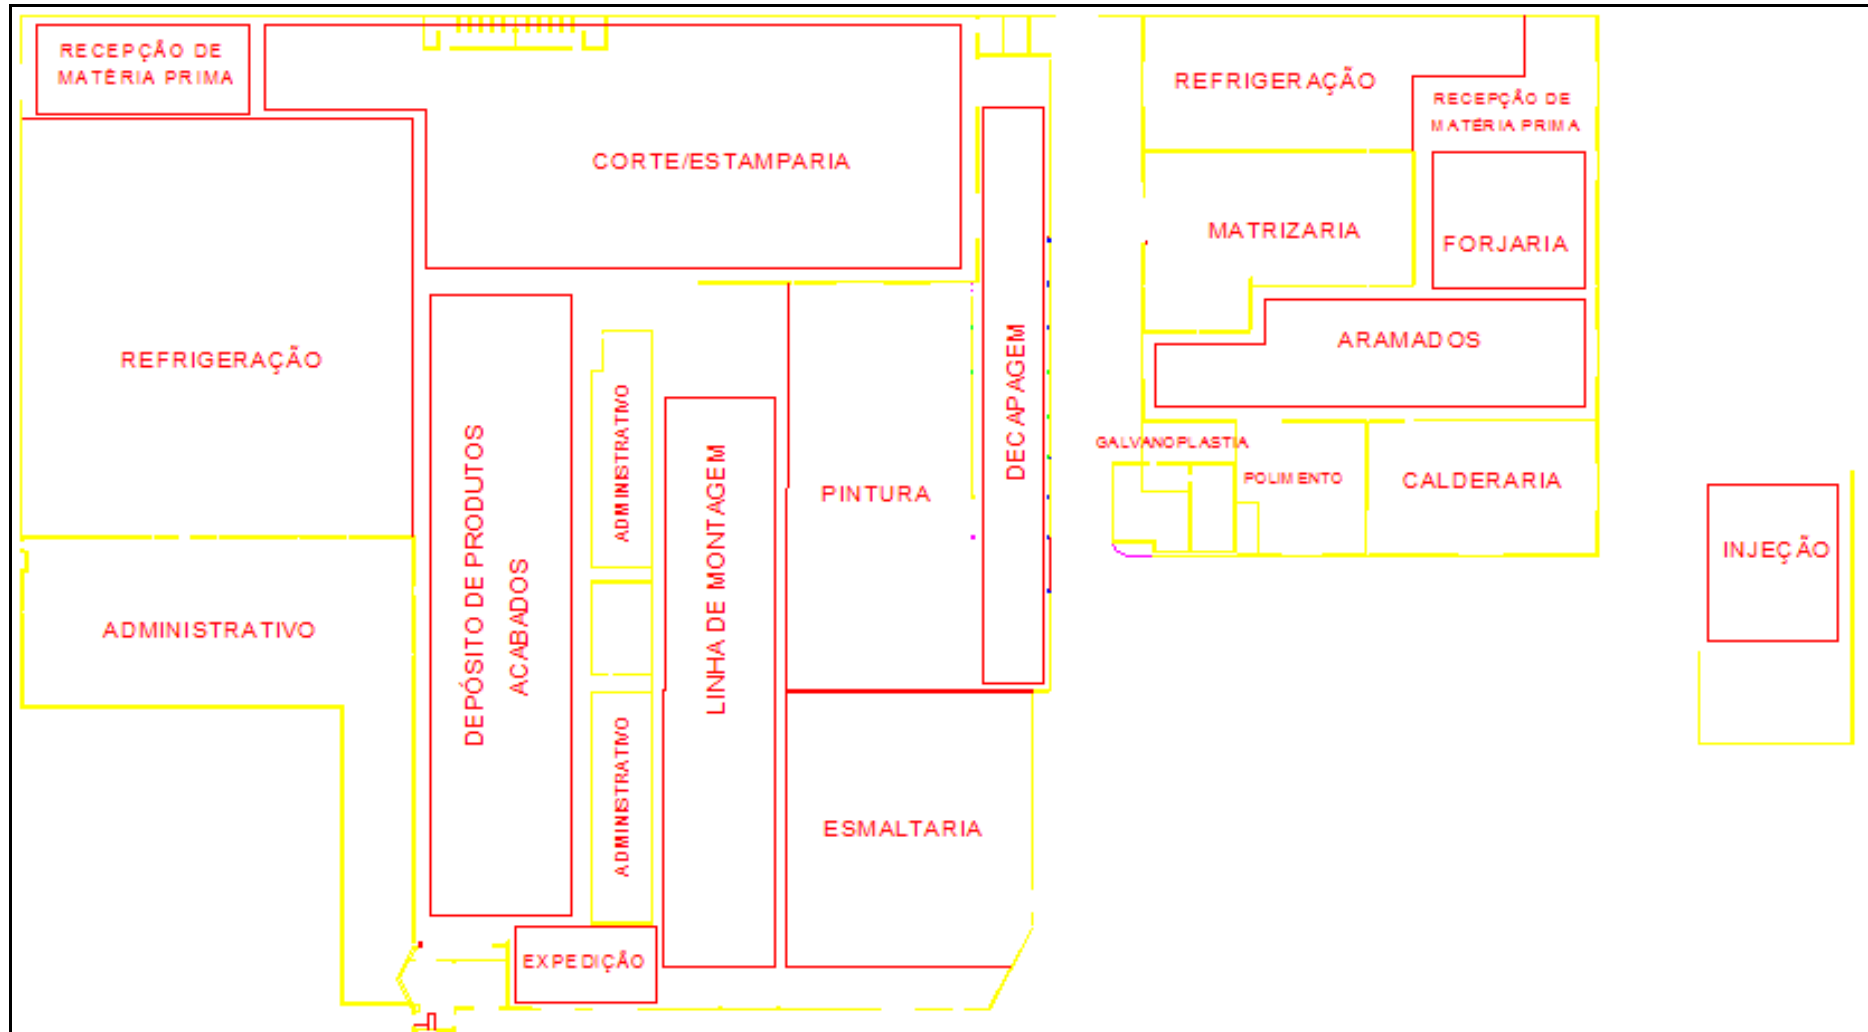 RECEPÇÃO DE
MATÉRIA PRIMA
CORTE/ESTAMPARIA
REFRIGERAÇÃO
ADMINISTRATIVO
DEPÓSITO DE PRODUTOS
ACABADOS
ADMINISTRATIVO
ADMINISTRATIVO
LINHA DE MONTAGEM
PINTURA
DECAPAGEM
ESMALTARIA
EXPEDIÇÃO
REFRIGERAÇÃO
RECEPÇÃO DE
MATÉRIA PRIMA
MATRIZARIA
FORJARIA
ARAMADOS
GALVANOPLASTIA
POLIMENTO
CALDERARIA
INJEÇÃO